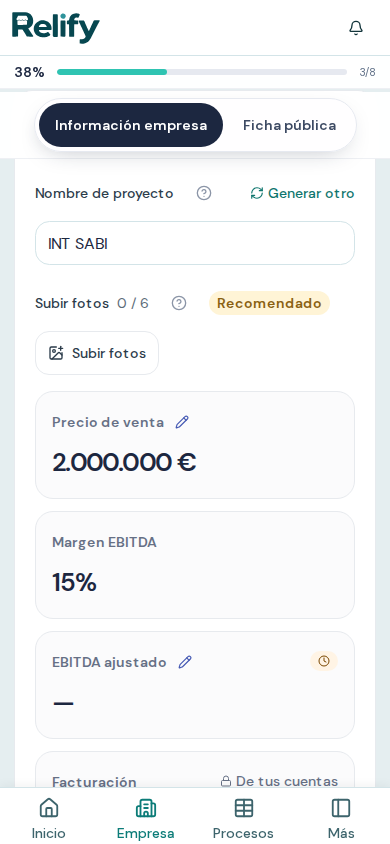 Relify
38%
3/8
Información empresa
Ficha pública
Nombre de proyecto
Generar otro
INT SABI
Subir fotos 0 / 6
Recomendado
Subir fotos
Precio de venta
2.000.000 €
Margen EBITDA
15%
EBITDA ajustado
—
Facturación
De tus cuentas
Inicio
Empresa
Procesos
Más